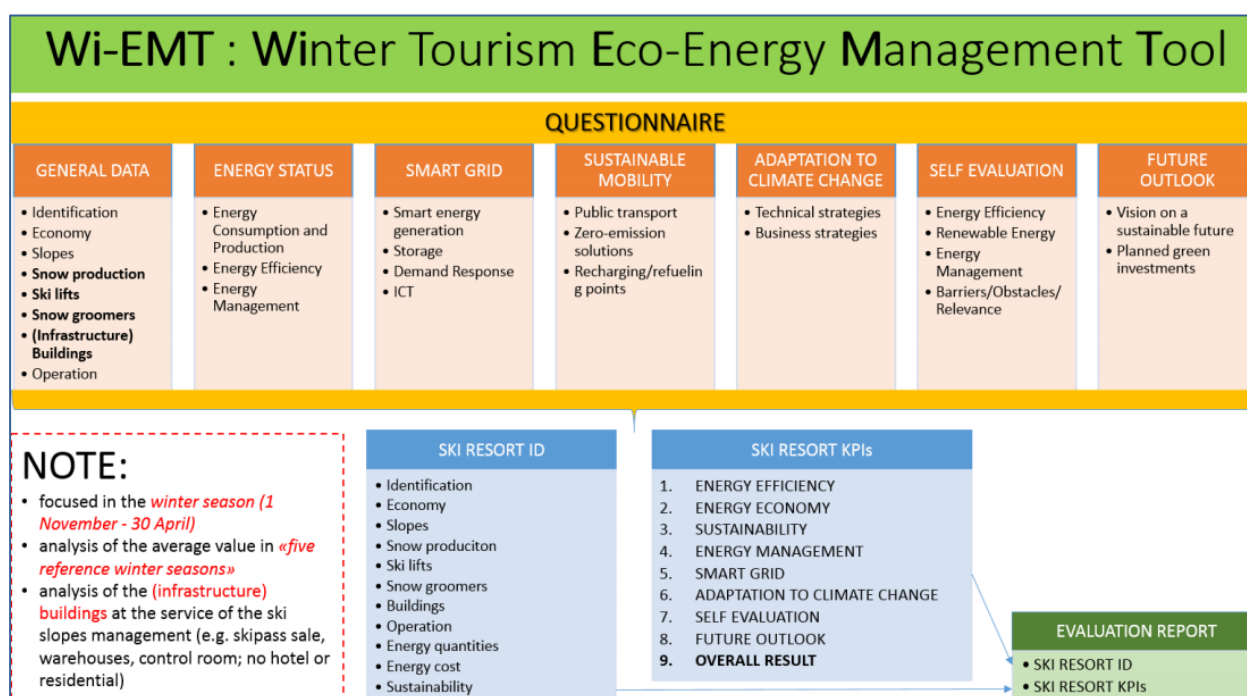 Wi-EMT : Winter Tourism Eco-Energy Management Tool
QUESTIONNAIRE
GENERAL DATA
• Identification
• Economy
• Slopes
• Snow production
• Ski lifts
• Snow groomers
• (Infrastructure)
Buildings
• Operation
ENERGY STATUS
• Energy
Consumption and
Production
• Energy Efficiency
• Energy
Management
SMART GRID
• Smart energy
generation
• Storage
• Demand Response
• ICT
SUSTAINABLE
MOBILITY
• Public transport
• Zero-emission
solutions
• Recharging/refuelin
g points
ADAPTATION TO
CLIMATE CHANGE
• Technical strategies
• Business strategies
SELF EVALUATION
• Energy Efficiency
• Renewable Energy
• Energy
Management
• Barriers/Obstacles/
Relevance
FUTURE
OUTLOOK
• Vision on a
sustainable future
• Planned green
investments
NOTE:
• focused in the winter season (1
November - 30 April)
• analysis of the average value in «five
reference winter seasons»
• analysis of the (infrastructure)
buildings at the service of the ski
slopes management (e.g. skipass sale,
warehouses, control room; no hotel or
residential)
SKI RESORT ID
• Identification
• Economy
• Slopes
• Snow produciton
• Ski lifts
• Snow groomers
• Buildings
• Operation
• Energy quantities
• Energy cost
• Sustainability
SKI RESORT KPIs
1. ENERGY EFFICIENCY
2. ENERGY ECONOMY
3. SUSTAINABILITY
4. ENERGY MANAGEMENT
5. SMART GRID
6. ADAPTATION TO CLIMATE CHANGE
7. SELF EVALUATION
8. FUTURE OUTLOOK
9. OVERALL RESULT
EVALUATION REPORT
• SKI RESORT ID
• SKI RESORT KPIs